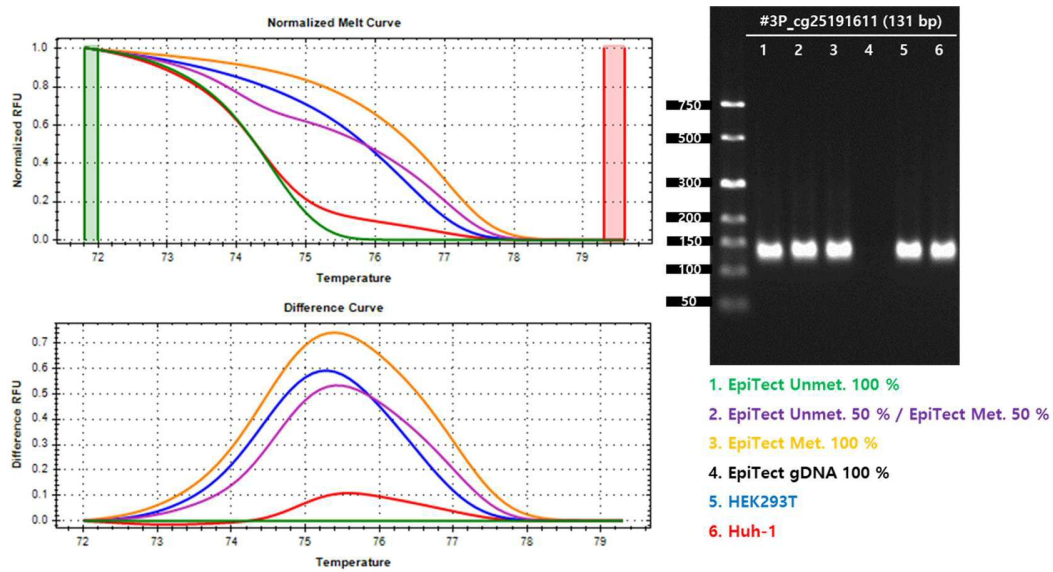 Normalized Melt Curve
Normalized RFU
1.0
0.8
0.6
0.4
0.2
0.0
72 73 74 75 76 77 78 79
Temperature
Difference Curve
Difference RFU
0.7
0.6
0.5
0.4
0.3
0.2
0.1
0.0
72 73 74 75 76 77 78 79
Temperature
#3P_cg25191611 (131 bp)
1 2 3 4 5 6
750
500
300
200
150
100
50
1. EpiTect Unmet. 100 %
2. EpiTect Unmet. 50 % / EpiTect Met. 50 %
3. EpiTect Met. 100 %
4. EpiTect gDNA 100 %
5. HEK293T
6. Huh-1